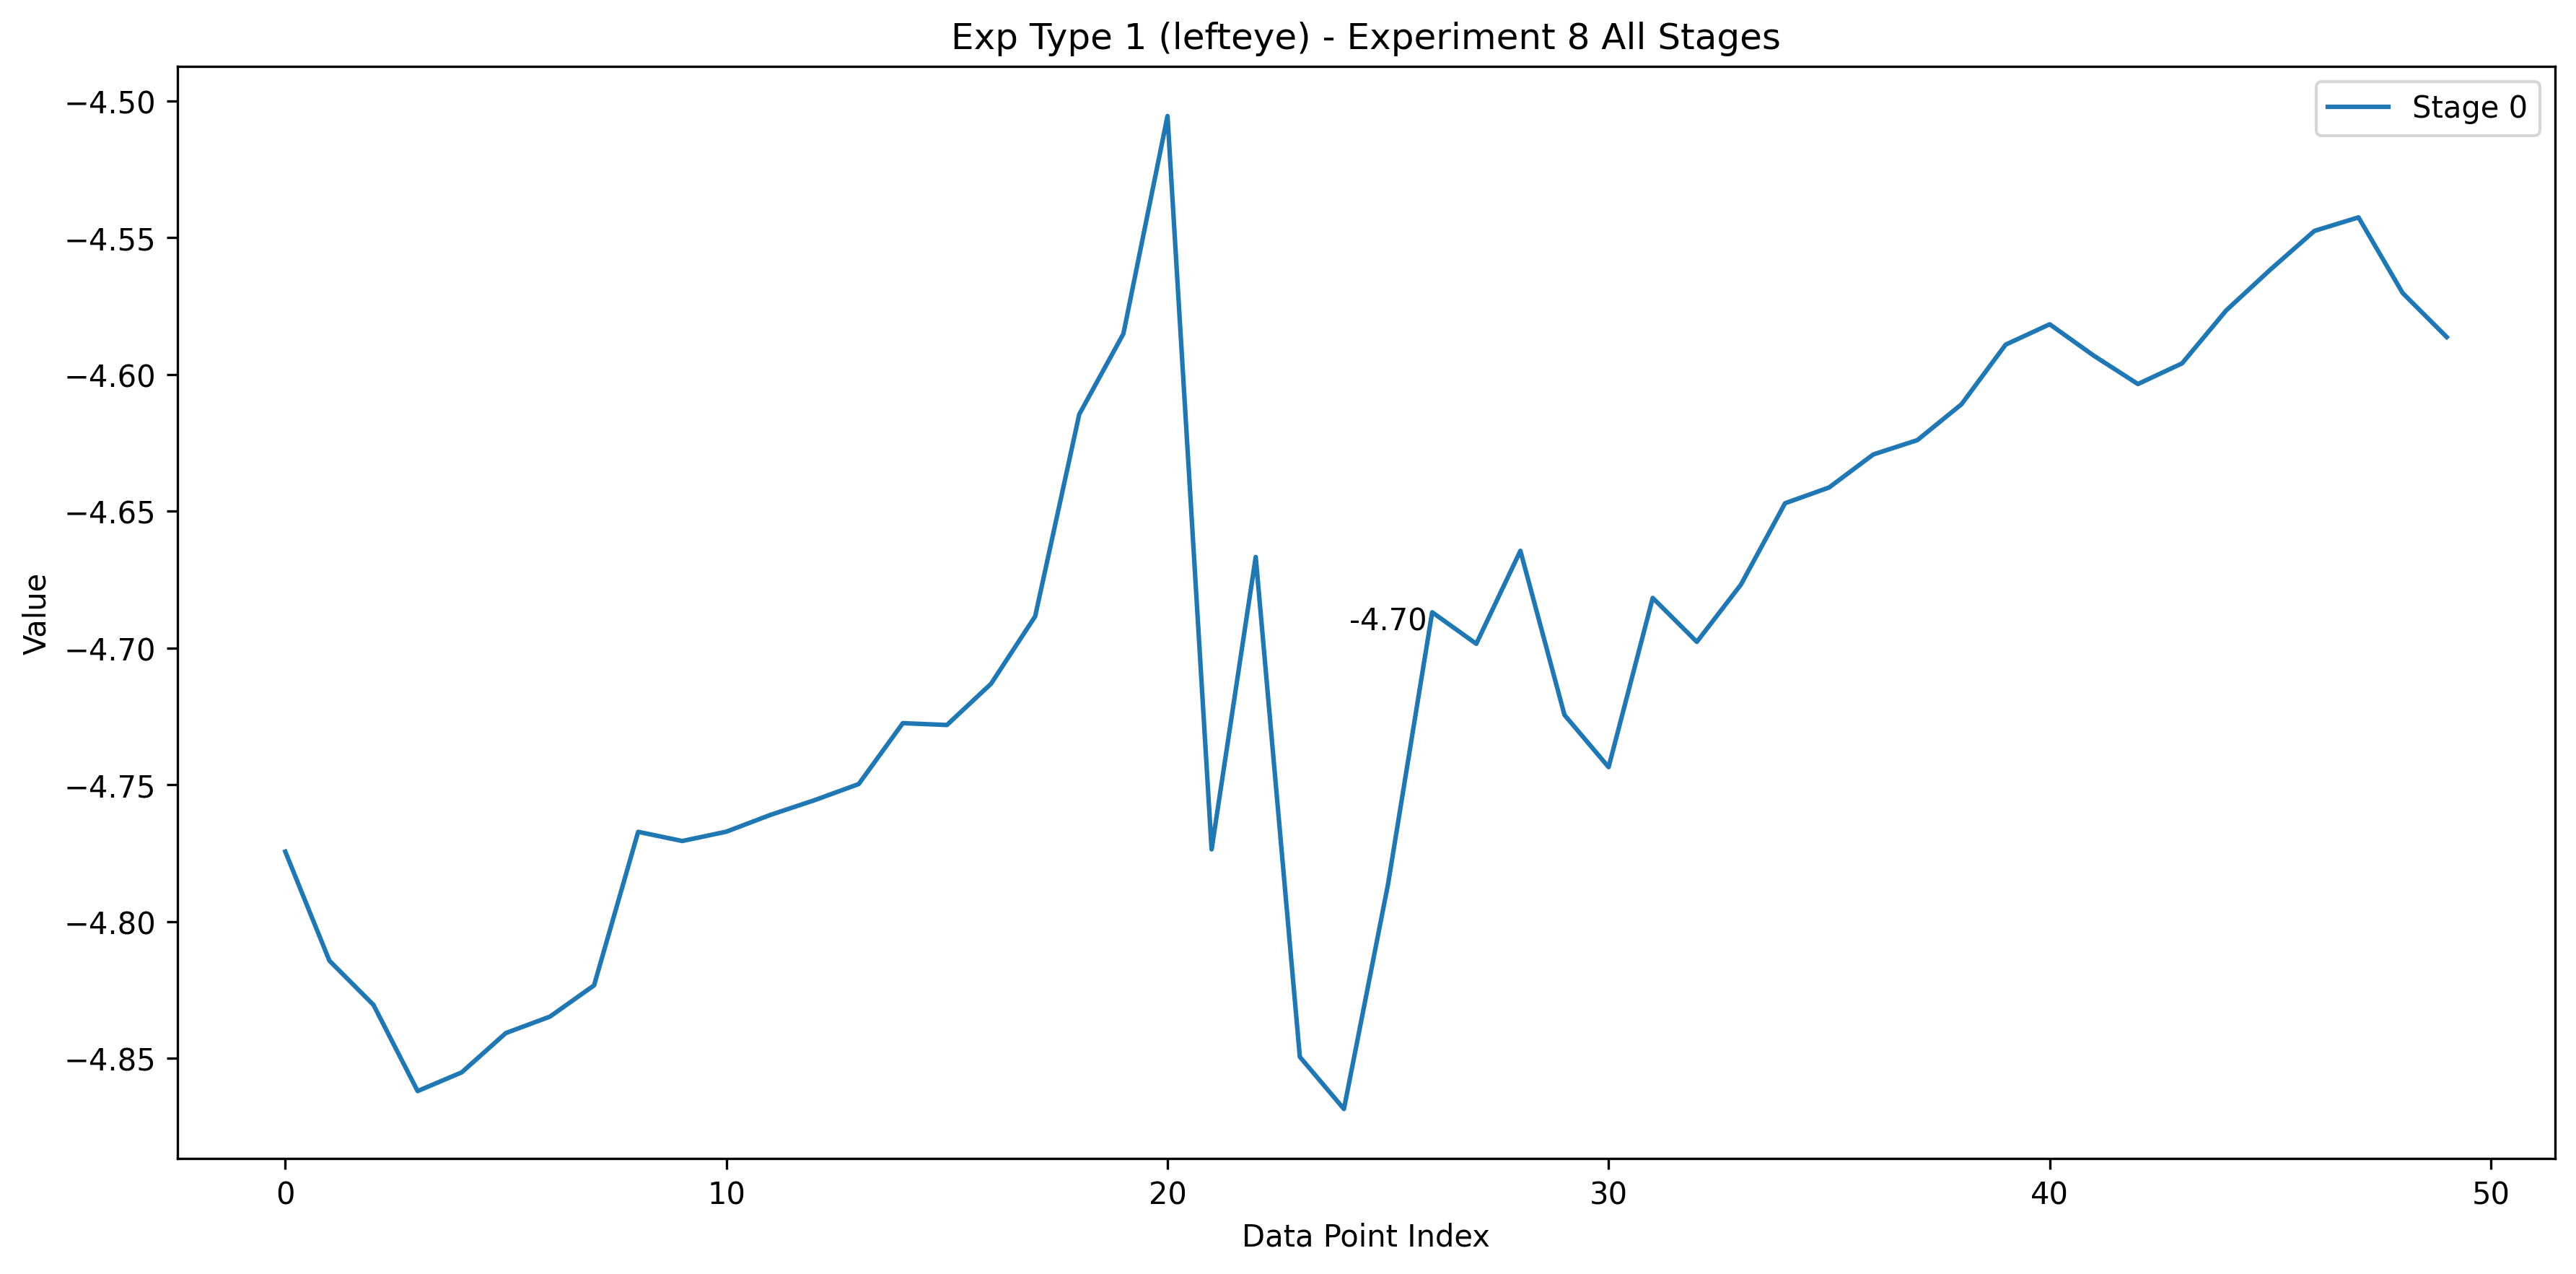 Exp Type 1 (lefteye) - Experiment 8 All Stages
Stage 0
−4.50
−4.55
−4.60
−4.65
−4.70
−4.75
−4.80
−4.85
Value
-4.70
0 10 20 30 40 50
Data Point Index